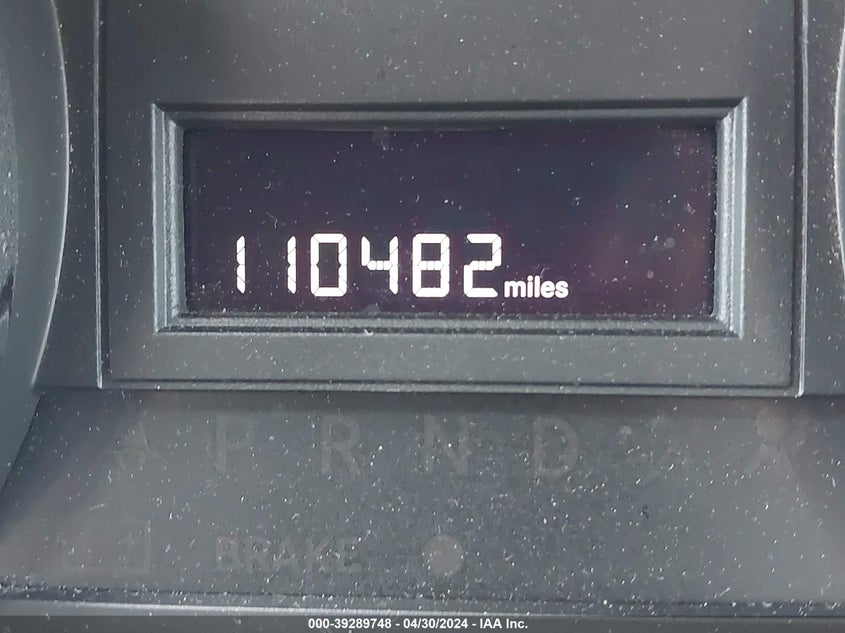 110482 miles
P R N D
BRAKE
000-39289748 - 04/30/2024 - IAA Inc.